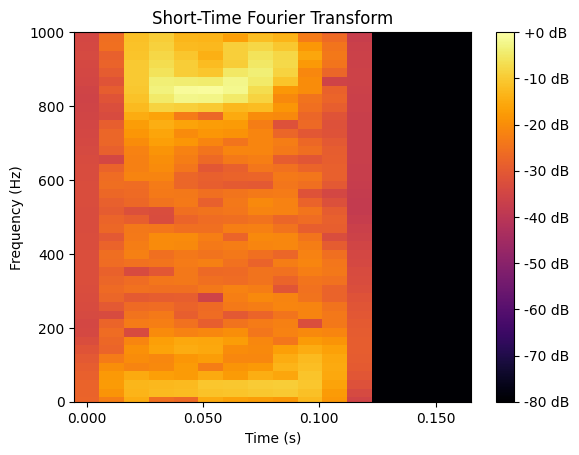 Short-Time Fourier Transform
Frequency (Hz)
1000
800
600
400
200
0
0.000
0.050
0.100
0.150
Time (s)
+0 dB
-10 dB
-20 dB
-30 dB
-40 dB
-50 dB
-60 dB
-70 dB
-80 dB